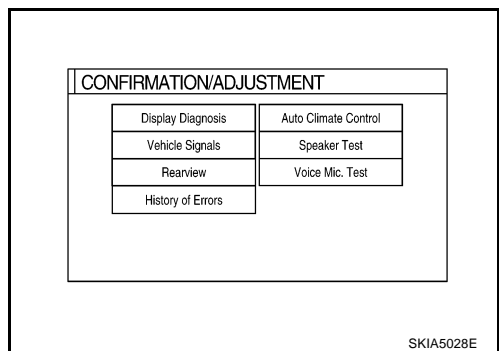 CONFIRMATION/ADJUSTMENT
Display Diagnosis
Auto Climate Control
Vehicle Signals
Speaker Test
Rearview
Voice Mic. Test
History of Errors
SKIA5028E